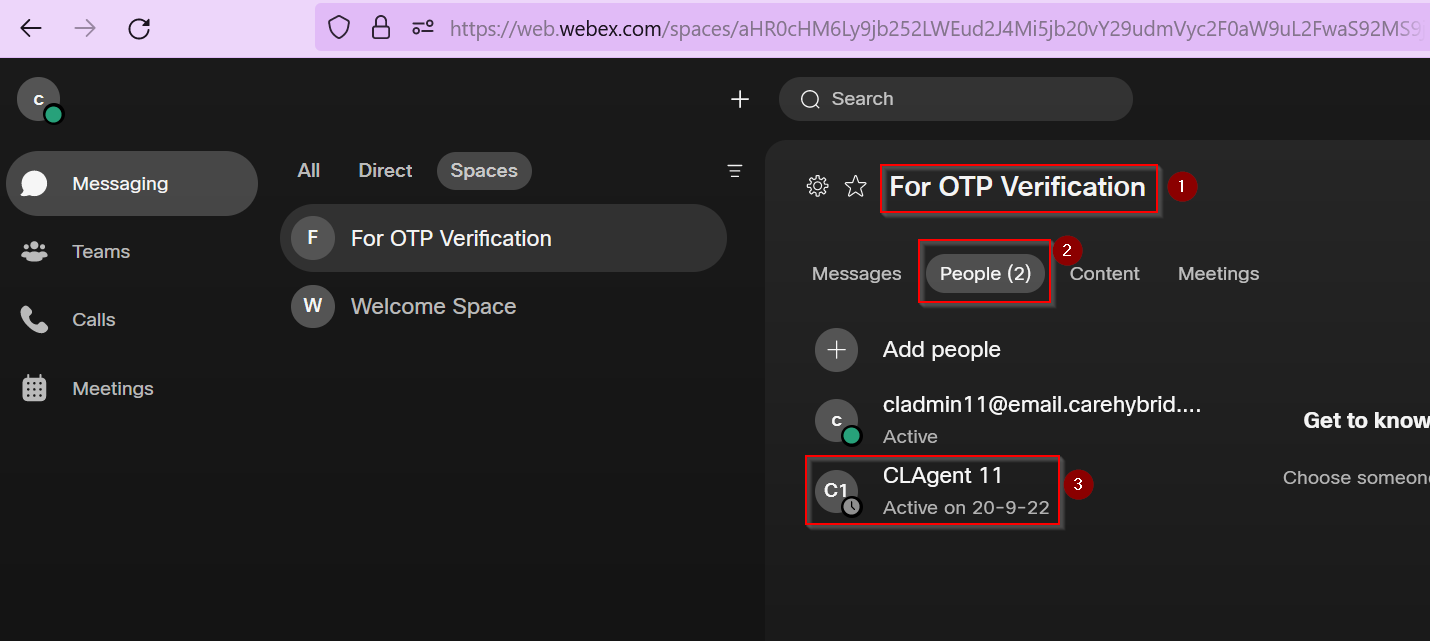 https://web.webex.com/spaces/aHR0cHM6Ly9jb252LWEud2J4Mi5jb20vY29udmVyc2F0aW9uL2FwaS92MS9
c
Search
Messaging
Teams
Calls
Meetings
All Direct Spaces
F For OTP Verification
W Welcome Space
For OTP Verification 1
2
Messages People (2) Content Meetings
Add people
c cladmin11@email.carehybrid....
Active
C1 CLAgent 11
Active on 20-9-22
3
Get to know
Choose someon